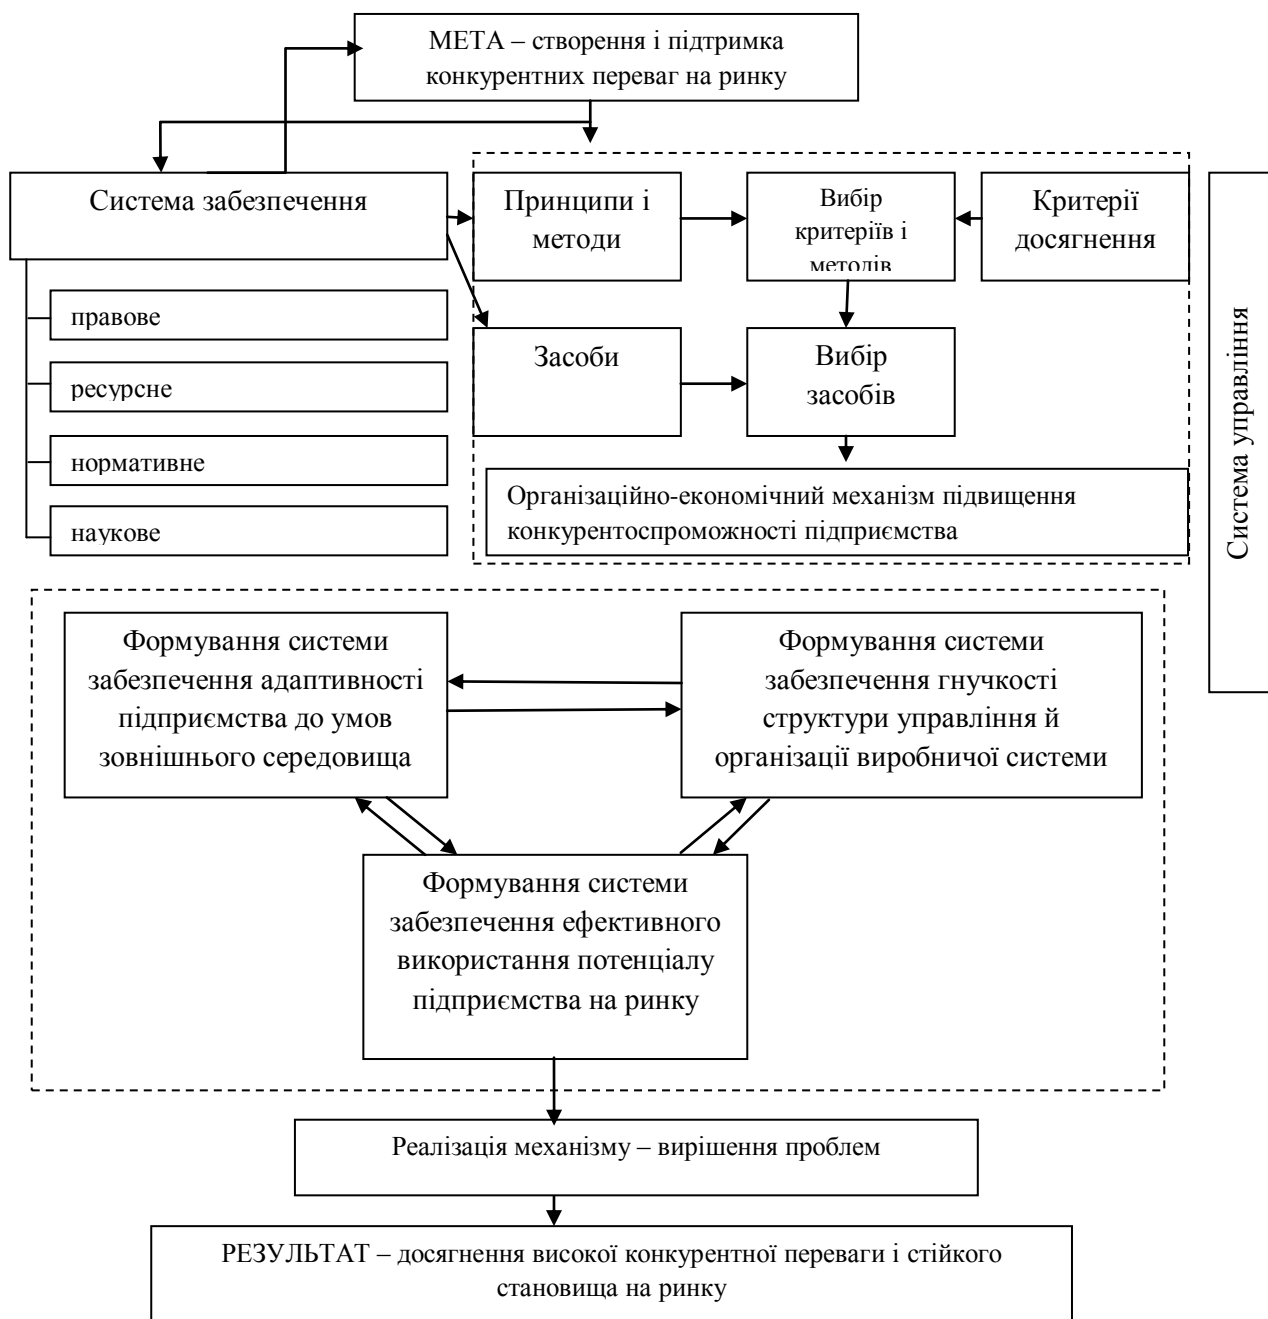 МЕТА – створення і підтримка
конкурентних переваг на ринку
Система забезпечення
Принципи і
методи
Вибір
критеріїв і
методів
Критерії
досягнення
правове
ресурсне
нормативне
наукове
Засоби
Вибір
засобів
Організаційно-економічний механізм підвищення
конкурентоспроможності підприємства
Система управління
Формування системи
забезпечення адаптивності
підприємства до умов
зовнішнього середовища
Формування системи
забезпечення гнучкості
структури управління й
організації виробничої системи
Формування системи
забезпечення ефективного
використання потенціалу
підприємства на ринку
Реалізація механізму – вирішення проблем
РЕЗУЛЬТАТ – досягнення високої конкурентної переваги і стійкого
становища на ринку